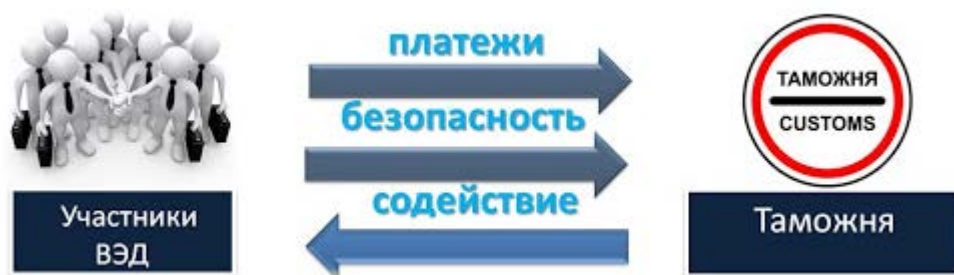 платежи
безопасность
содействие
Участники
ВЭД
ТАМОЖНЯ
CUSTOMS
Таможня